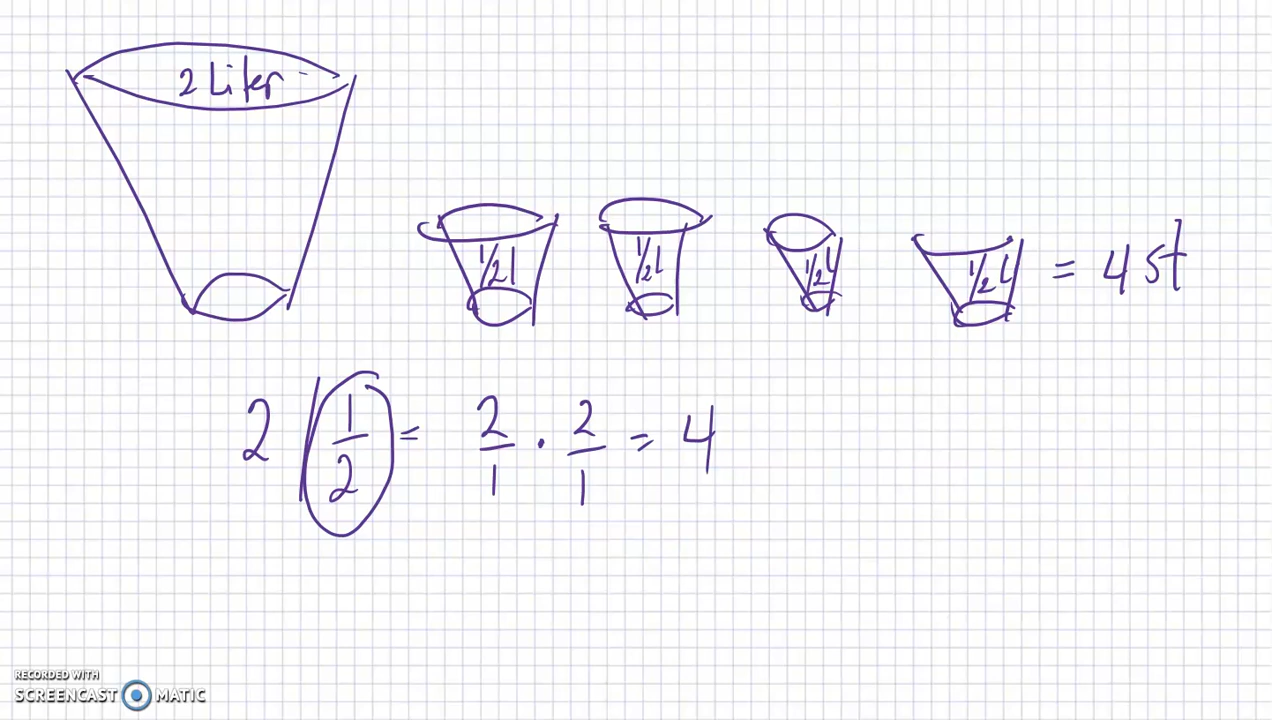 2 Liter
1/2 l 1/2 l 1/2 l 1/2 l = 4 st
2 / 1/2 = 2/1 · 2/1 = 4
RECORDED WITH
SCREENCAST MATIC